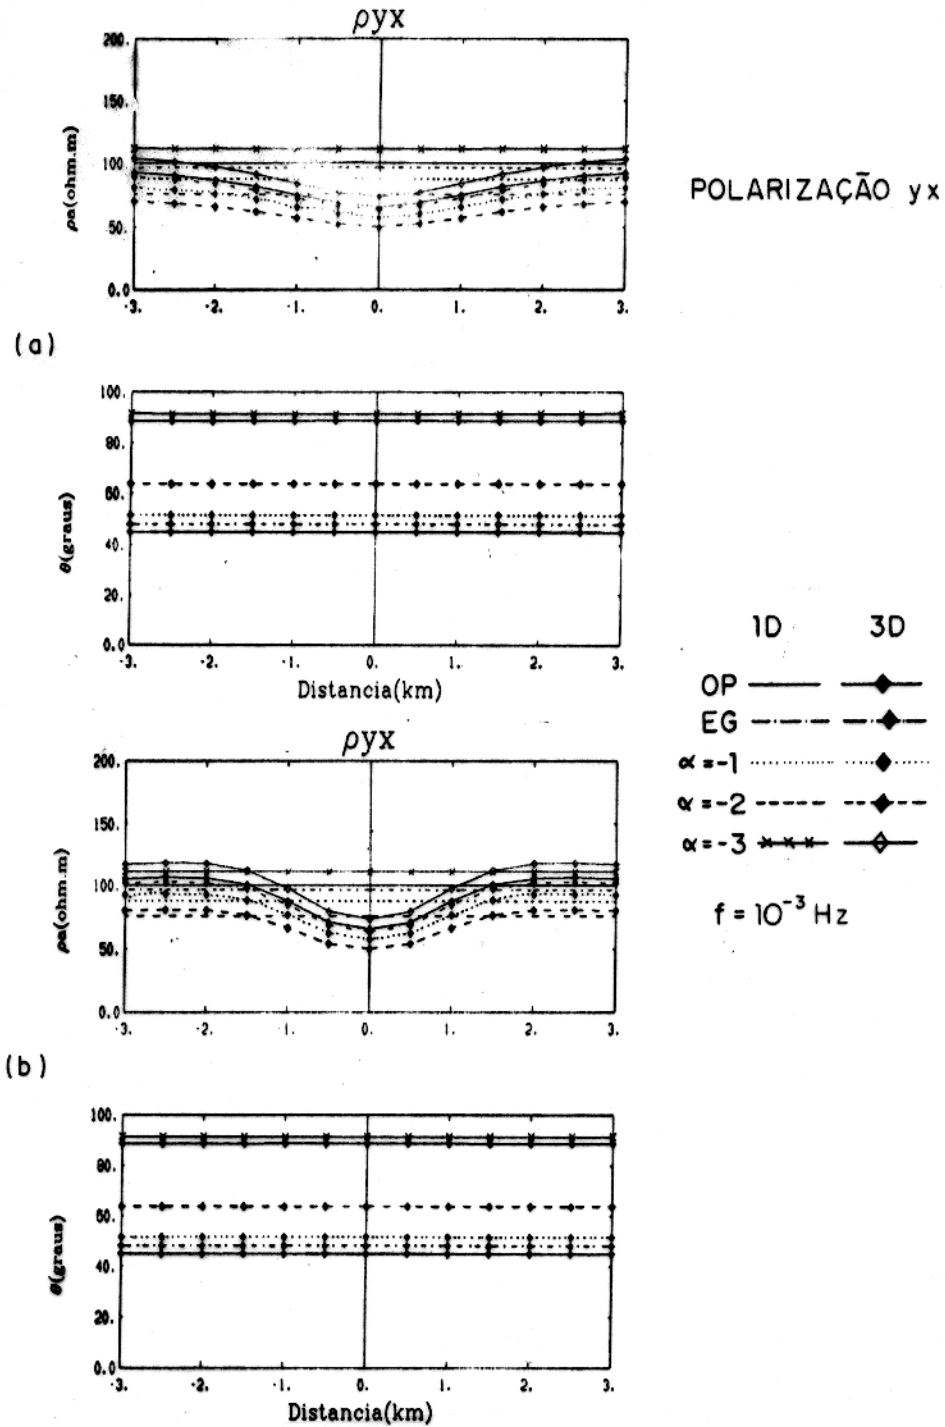 ρyx
200.
150.
100.
50.
0.0
ρa(ohm.m)
-3. -2. -1. 0. 1. 2. 3.
POLARIZAÇÃO yx
(a)
100.
80.
60.
40.
20.
0.0
θ(graus)
-3. -2. -1. 0. 1. 2. 3.
Distancia(km)
1D 3D
OP
EG
α=-1
α=-2
α=-3
f = 10⁻³ Hz
ρyx
200.
150.
100.
50.
0.0
ρa(ohm.m)
-3. -2. -1. 0. 1. 2. 3.
(b)
100.
80.
60.
40.
20.
0.0
θ(graus)
-3. -2. -1. 0. 1. 2. 3.
Distancia(km)